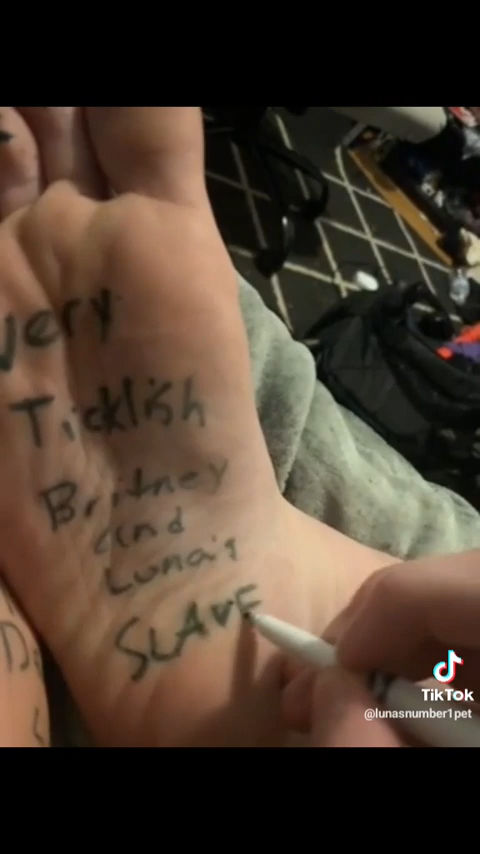 very
Ticklish
Britney
and
Luna's
SLAVE
D
TikTok
@lunasnumber1pet